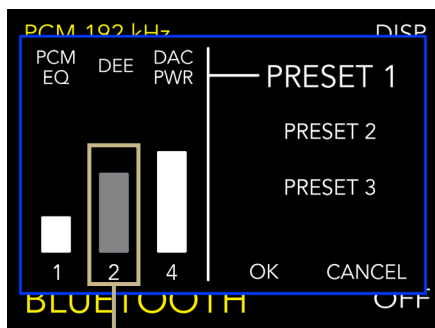 PCM 192 kHz DISP
PCM EQ DEE DAC PWR
PRESET 1
PRESET 2
PRESET 3
1 2 4
OK CANCEL
BLUETOOTH OFF